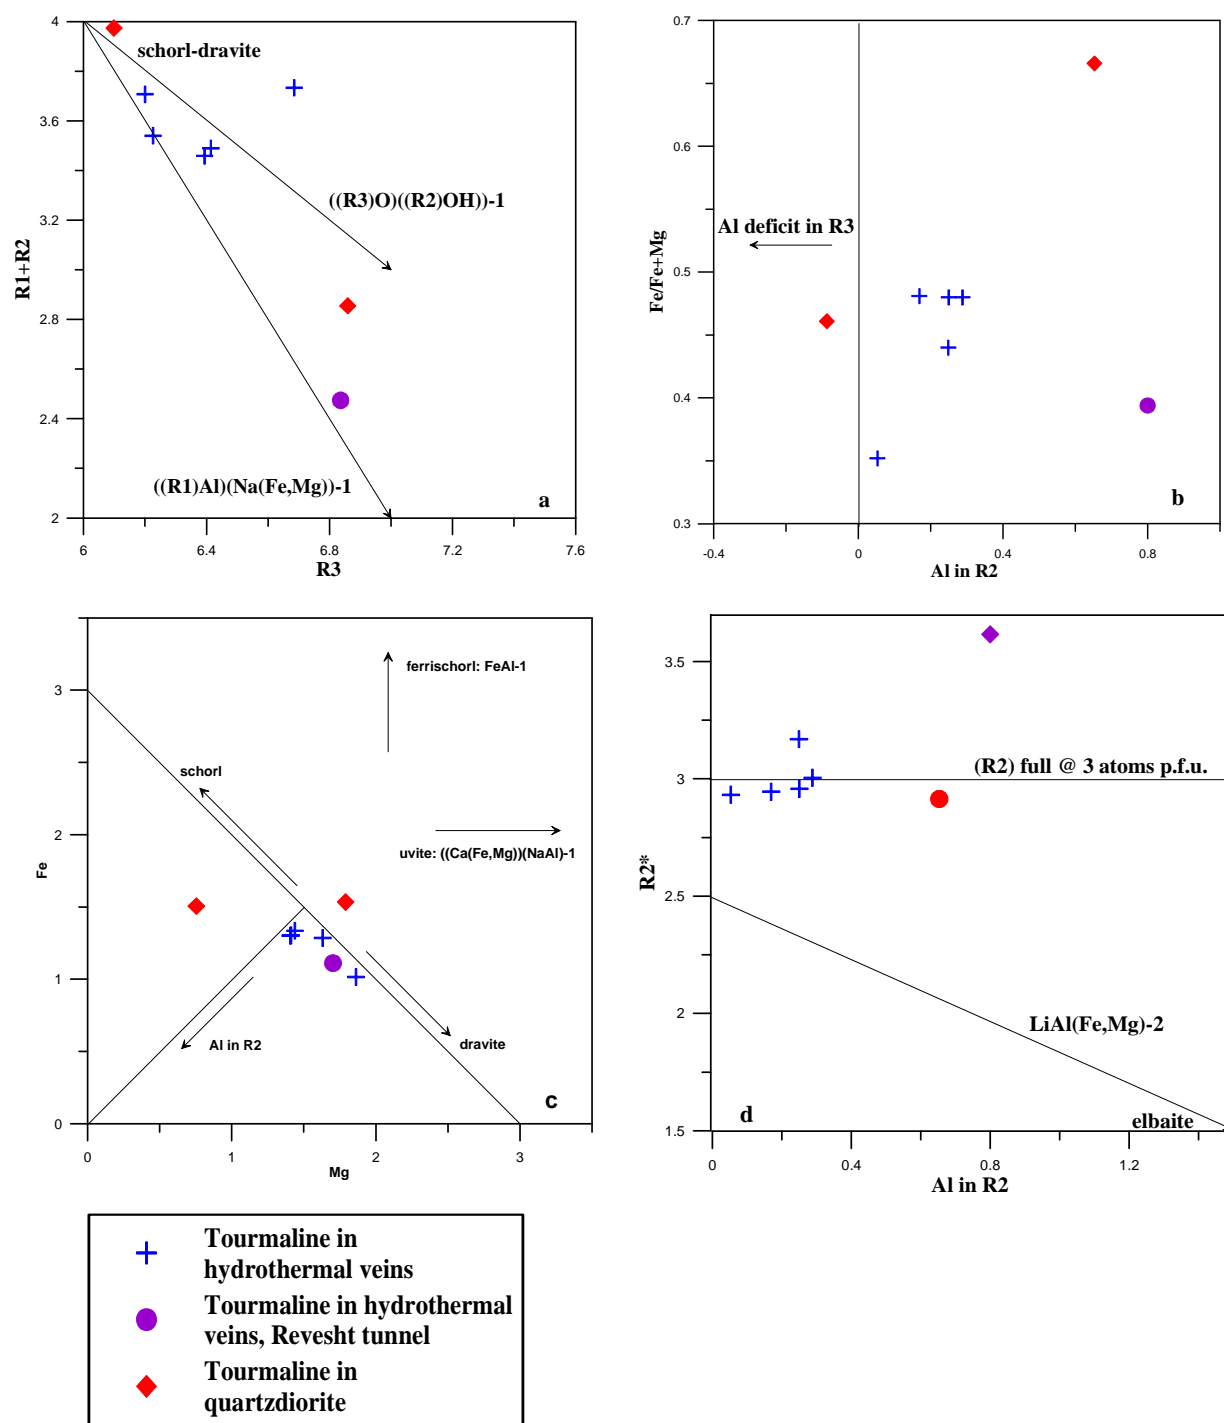 4
3.6
3.2
2.8
2.4
2
R1+R2
schorl-dravite
((R3)O)((R2)OH))-1
((R1)Al)(Na(Fe,Mg))-1
a
6
6.4
6.8
7.2
7.6
R3
0.7
0.6
0.5
0.4
0.3
Fe/Fe+Mg
Al deficit in R3
b
-0.4
0
0.4
0.8
Al in R2
3
2
1
0
Fe
ferrischorl: FeAl-1
schorl
uvite: ((Ca(Fe,Mg))(NaAl)-1
Al in R2
dravite
c
0
1
2
3
Mg
3.5
3
2.5
2
1.5
R2*
(R2) full @ 3 atoms p.f.u.
LiAl(Fe,Mg)-2
elbaite
d
0
0.4
0.8
1.2
Al in R2
Tourmaline in
hydrothermal veins
Tourmaline in hydrothermal
veins, Revesht tunnel
Tourmaline in
quartzdiorite